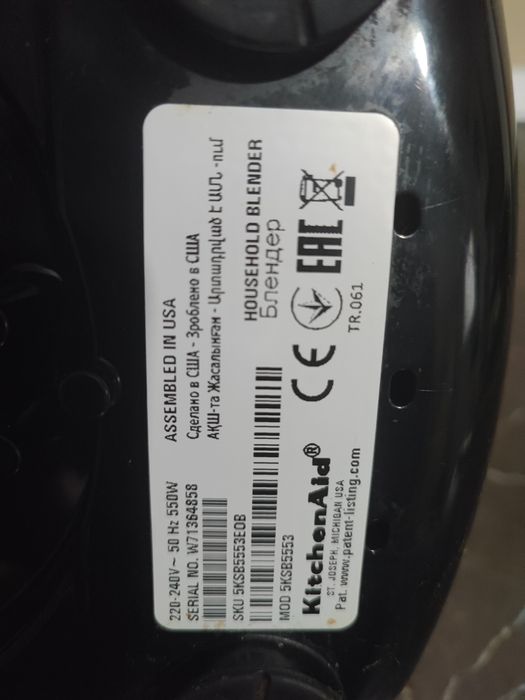 220-240V~ 50 Hz 550W
ASSEMBLED IN USA
SERIAL NO. W71364858
Сделано в США - Зроблено в США
АҚШ-та Жасалынған - Արտադրված է ԱՄՆ -ում
SKU 5KSB5553EOB
HOUSEHOLD BLENDER
Блендер
MOD 5KSB5553
KitchenAid®
CE
EAC
TR.061
ST. JOSEPH, MICHIGAN USA
Pat. www.patent-listing.com